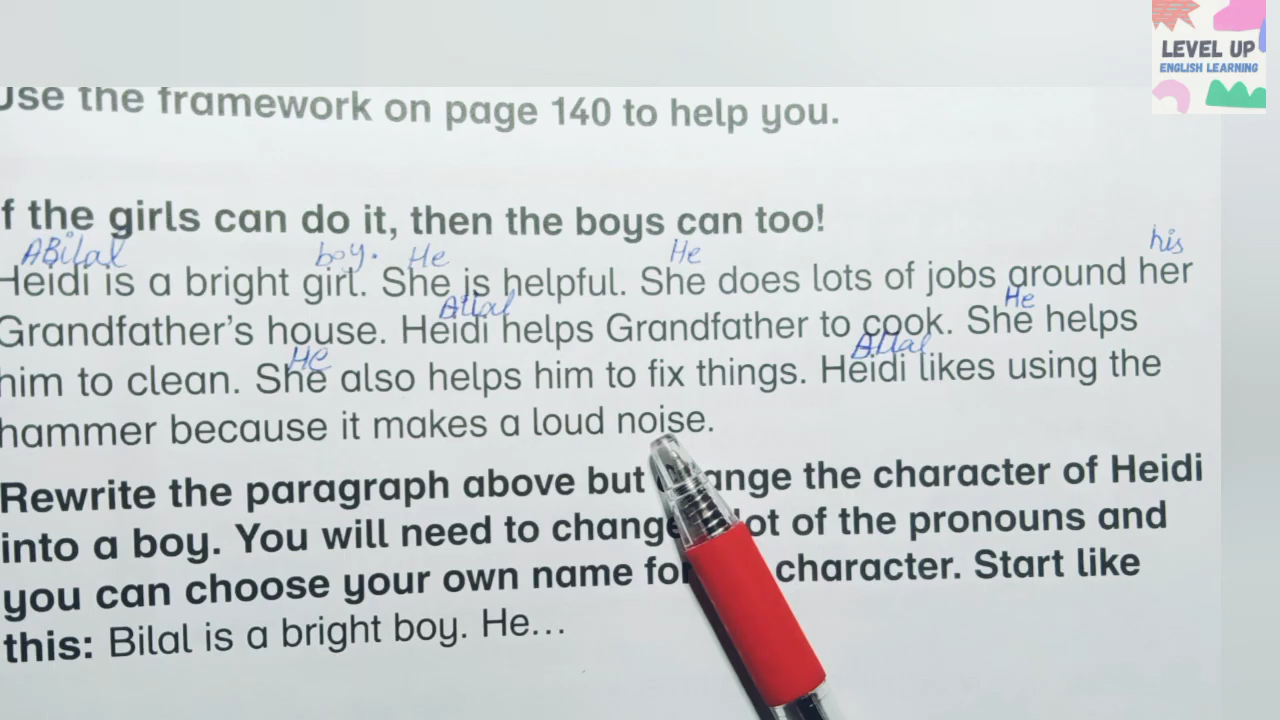 LEVEL UP
ENGLISH LEARNING
Use the framework on page 140 to help you.
f the girls can do it, then the boys can too!
ABilal boy. He He his
Heidi is a bright girl. She is helpful. She does lots of jobs around her
Bilal He
Grandfather's house. Heidi helps Grandfather to cook. She helps
He Bilal
him to clean. She also helps him to fix things. Heidi likes using the
hammer because it makes a loud noise.
Rewrite the paragraph above but change the character of Heidi
into a boy. You will need to change lot of the pronouns and
you can choose your own name for character. Start like
this: Bilal is a bright boy. He...